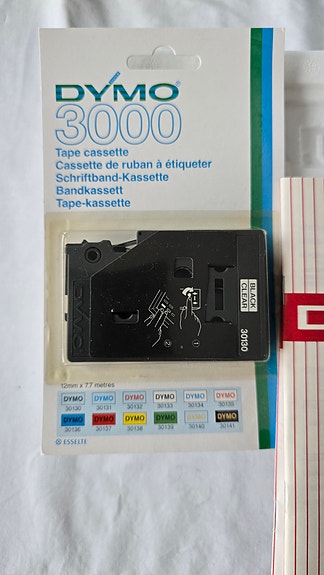 DYMO®
3000
Tape cassette
Cassette de ruban à étiqueter
Schriftband-Kassette
Bandkassett
Tape-kassette
BLACK
CLEAR
30130
1
2
12mm x 7.7 metres
DYMO DYMO DYMO DYMO DYMO DYMO
30130 30131 30132 30133 30134 30135
DYMO DYMO DYMO DYMO DYMO DYMO
30136 30137 30138 30139 30140 30141
ESSELTE